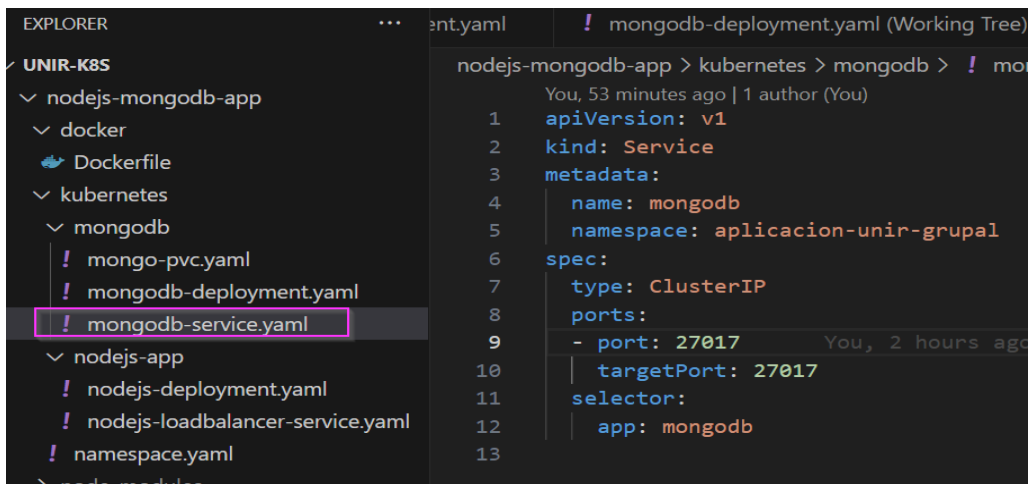 EXPLORER
UNIR-K8S
nodejs-mongodb-app
docker
Dockerfile
kubernetes
mongodb
! mongo-pvc.yaml
! mongodb-deployment.yaml
! mongodb-service.yaml
nodejs-app
! nodejs-deployment.yaml
! nodejs-loadbalancer-service.yaml
! namespace.yaml
ent.yaml
! mongodb-deployment.yaml (Working Tree)
nodejs-mongodb-app > kubernetes > mongodb > ! mo
You, 53 minutes ago | 1 author (You)
1 apiVersion: v1
2 kind: Service
3 metadata:
4 name: mongodb
5 namespace: aplicacion-unir-grupal
6 spec:
7 type: ClusterIP
8 ports:
9 - port: 27017 You, 2 hours ago
10 targetPort: 27017
11 selector:
12 app: mongodb
13